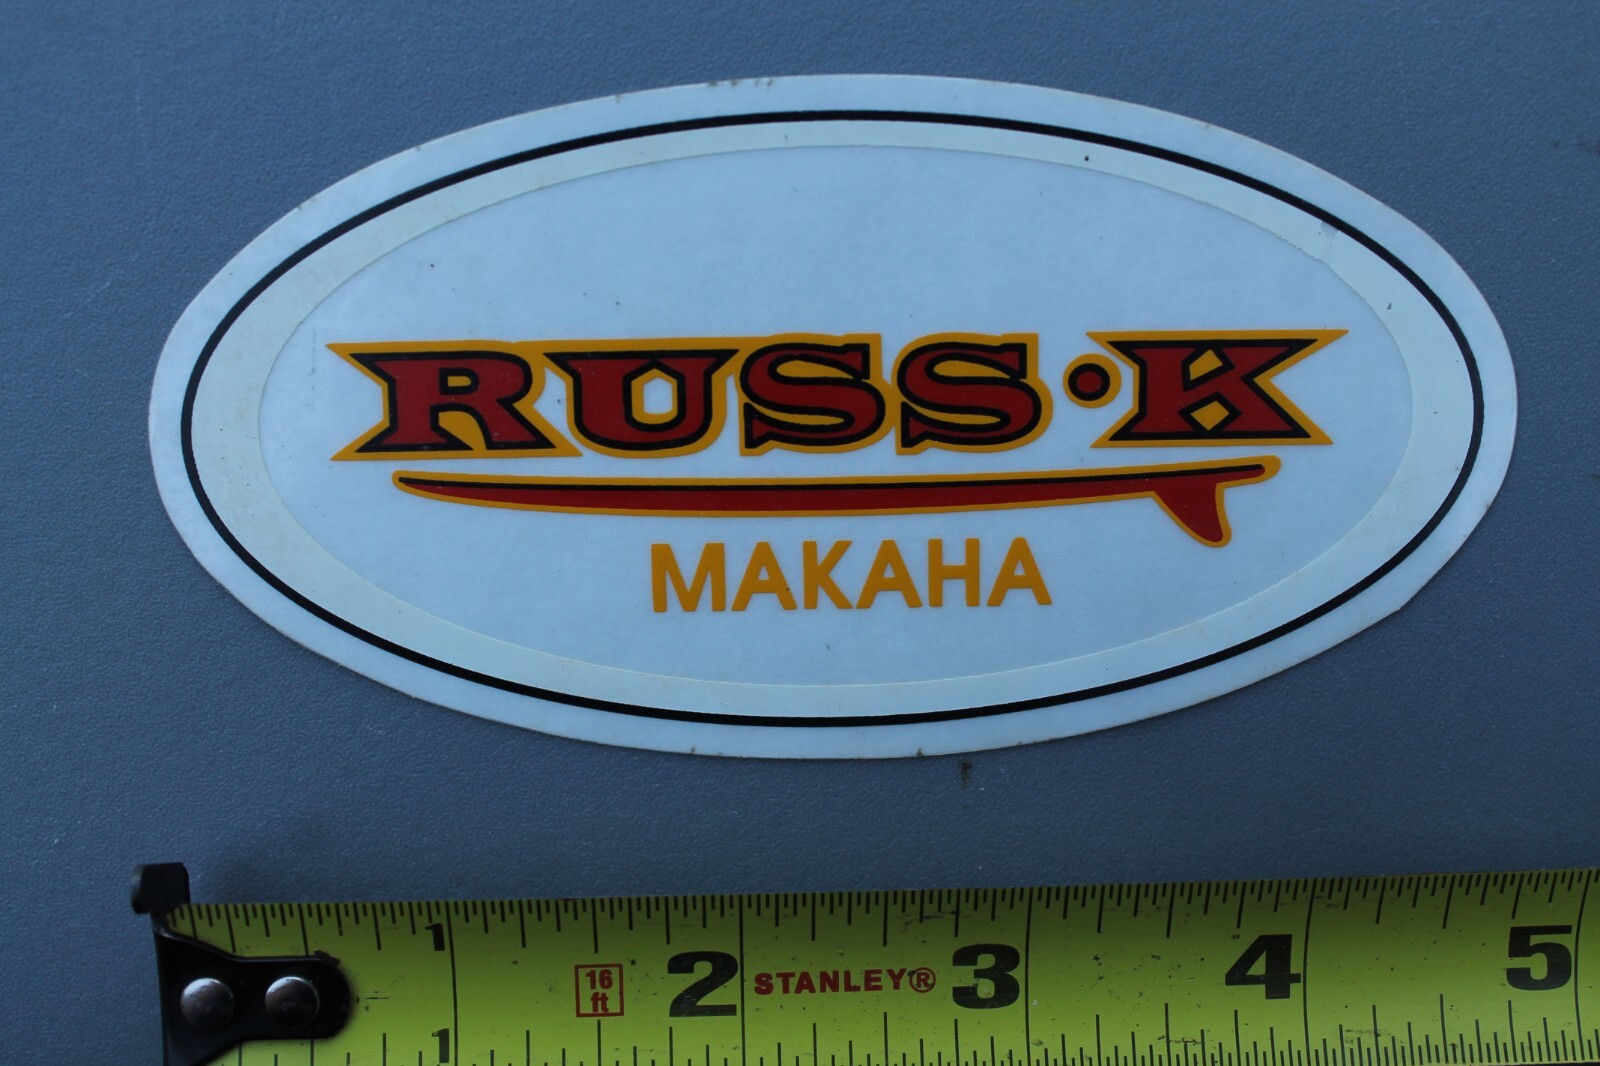 RUSS•K
MAKAHA
1 16 ft 2 STANLEY® 3 4 5
1